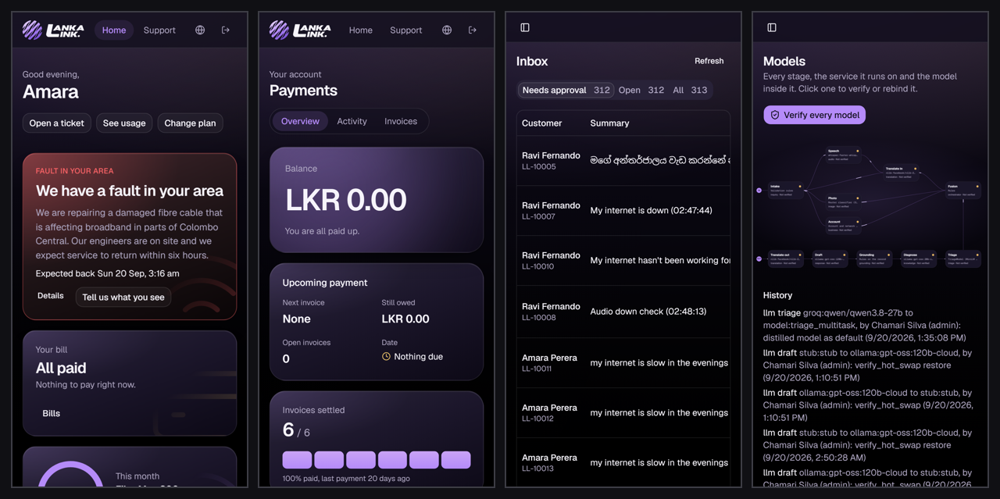 LANKA LINK.
Home
Support
Good evening,
Amara
Open a ticket
See usage
Change plan
FAULT IN YOUR AREA
We have a fault in your area
We are repairing a damaged fibre cable that
is affecting broadband in parts of Colombo
Central. Our engineers are on site and we
expect service to return within six hours.
Expected back Sun 20 Sep, 3:16 am
Details
Tell us what you see
Your bill
All paid
Nothing to pay right now.
Bills
This month
LANKA LINK.
Home
Support
Your account
Payments
Overview
Activity
Invoices
Balance
LKR 0.00
You are all paid up.
Upcoming payment
Next invoice
Still owed
None
LKR 0.00
Open invoices
Date
0
Nothing due
Invoices settled
6 / 6
100% paid, last payment 20 days ago
Inbox
Refresh
Needs approval 312
Open 312
All 313
Customer
Summary
Ravi Fernando
LL-10005
මගේ අන්තර්ජාලය වැඩ කරන්නේ
Ravi Fernando
LL-10007
My internet is down (02:47:44)
Ravi Fernando
LL-10010
My internet hasn't been working for
Ravi Fernando
LL-10008
Audio down check (02:48:13)
Amara Perera
LL-10011
my internet is slow in the evenings
Amara Perera
LL-10012
my internet is slow in the evenings
Amara Perera
LL-10013
my internet is slow in the evenings
Models
Every stage, the service it runs on and the model
inside it. Click one to verify or rebind it.
Verify every model
Speech
Translate in
Intake
Fusion
Photo
Account
Translate out
Draft
Grounding
Diagnose
Triage
History
llm triage groq:qwen/qwen3.8-27b to
model:triage_multitask, by Chamari Silva (admin):
distilled model as default (9/20/2026, 1:35:08 PM)
llm draft stub:stub to ollama:gpt-oss:120b-cloud, by
Chamari Silva (admin): verify_hot_swap restore
(9/20/2026, 1:10:51 PM)
llm draft ollama:gpt-oss:120b-cloud to stub:stub, by
Chamari Silva (admin): verify_hot_swap (9/20/2026,
1:10:51 PM)
llm draft stub:stub to ollama:gpt-oss:120b-cloud, by
Chamari Silva (admin): verify_hot_swap restore
(9/20/2026, 2:50:28 AM)
llm draft ollama:gpt-oss:120b-cloud to stub:stub, by
Chamari Silva (admin): verify_hot_swap (9/20/2026,